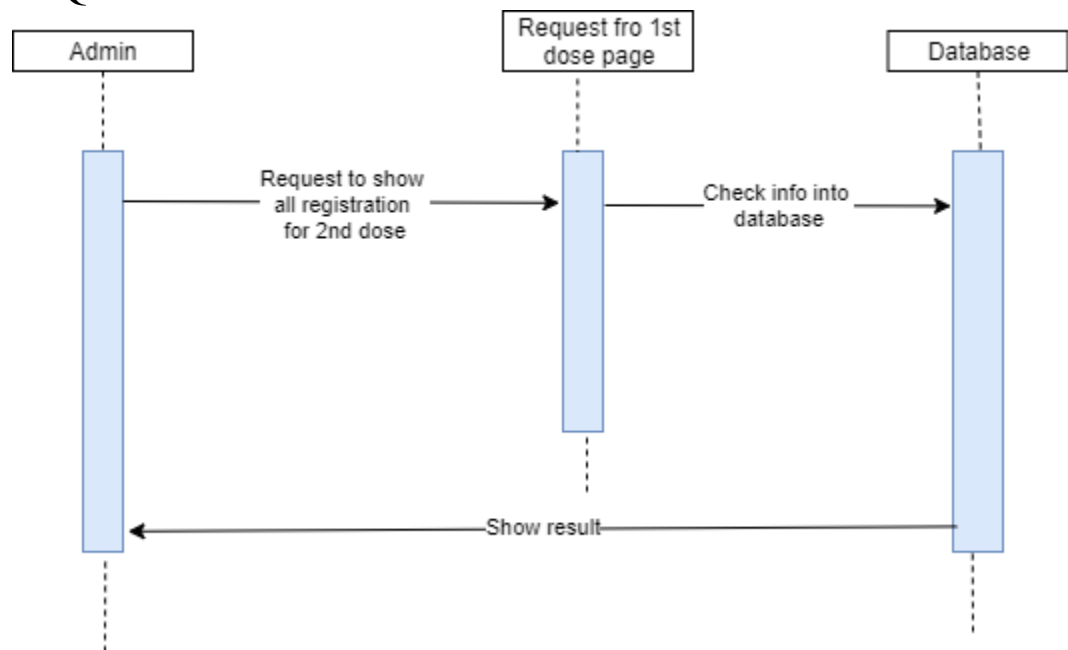 Admin
Request fro 1st
dose page
Database
Request to show
all registration
for 2nd dose
Check info into
database
Show result